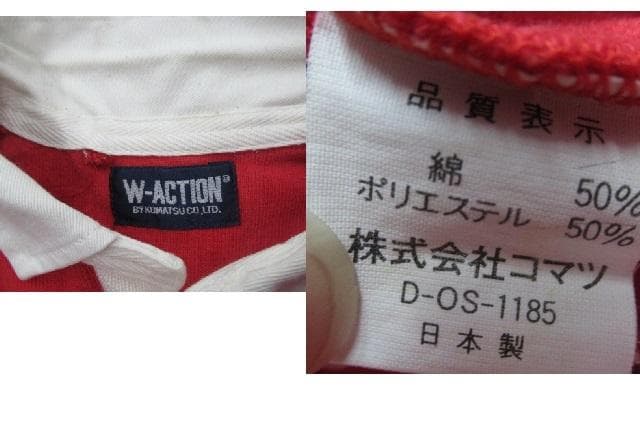 W-ACTION®
BY KOMATSU CO., LTD.
品質表示
綿 50%
ポリエステル 50%
株式会社コマツ
D-OS-1185
日本製